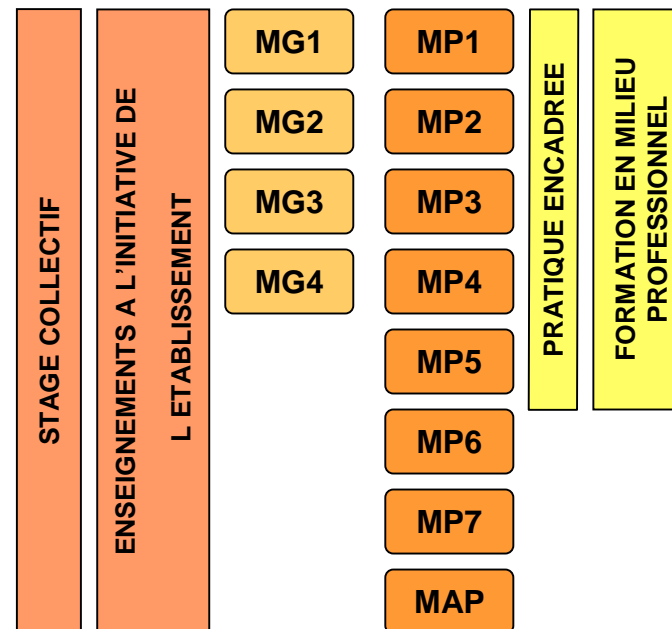 STAGE COLLECTIF
ENSEIGNEMENTS A L’INITIATIVE DE
L ETABLISSEMENT
MG1
MG2
MG3
MG4
MP1
MP2
MP3
MP4
MP5
MP6
MP7
MAP
PRATIQUE ENCADREE
FORMATION EN MILIEU
PROFESSIONNEL